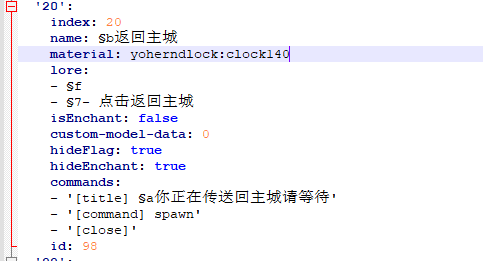 '20':
index: 20
name: §b返回主城
material: yoherndlock:clock140
lore:
- §f
- §7- 点击返回主城
isEnchant: false
custom-model-data: 0
hideFlag: true
hideEnchant: true
commands:
- '[title] §a你正在传送回主城请等待'
- '[command] spawn'
- '[close]'
id: 98